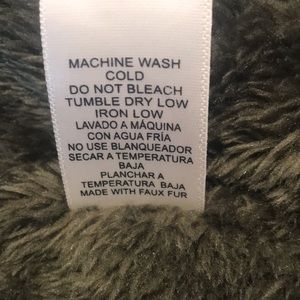 MACHINE WASH
COLD
DO NOT BLEACH
TUMBLE DRY LOW
IRON LOW
LAVADO A MÁQUINA
CON AGUA FRÍA
NO USE BLANQUEADOR
SECAR A TEMPERATURA
BAJA
PLANCHAR A
TEMPERATURA BAJA
MADE WITH FAUX FUR